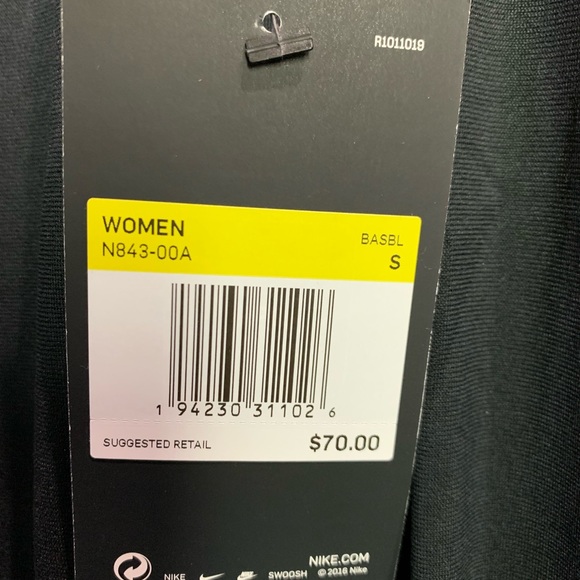 R1011019
WOMEN
N843-00A
BASBL
S
1 94230 31102 6
SUGGESTED RETAIL $70.00
NIKE.COM
NIKE SWOOSH © 2016 Nike